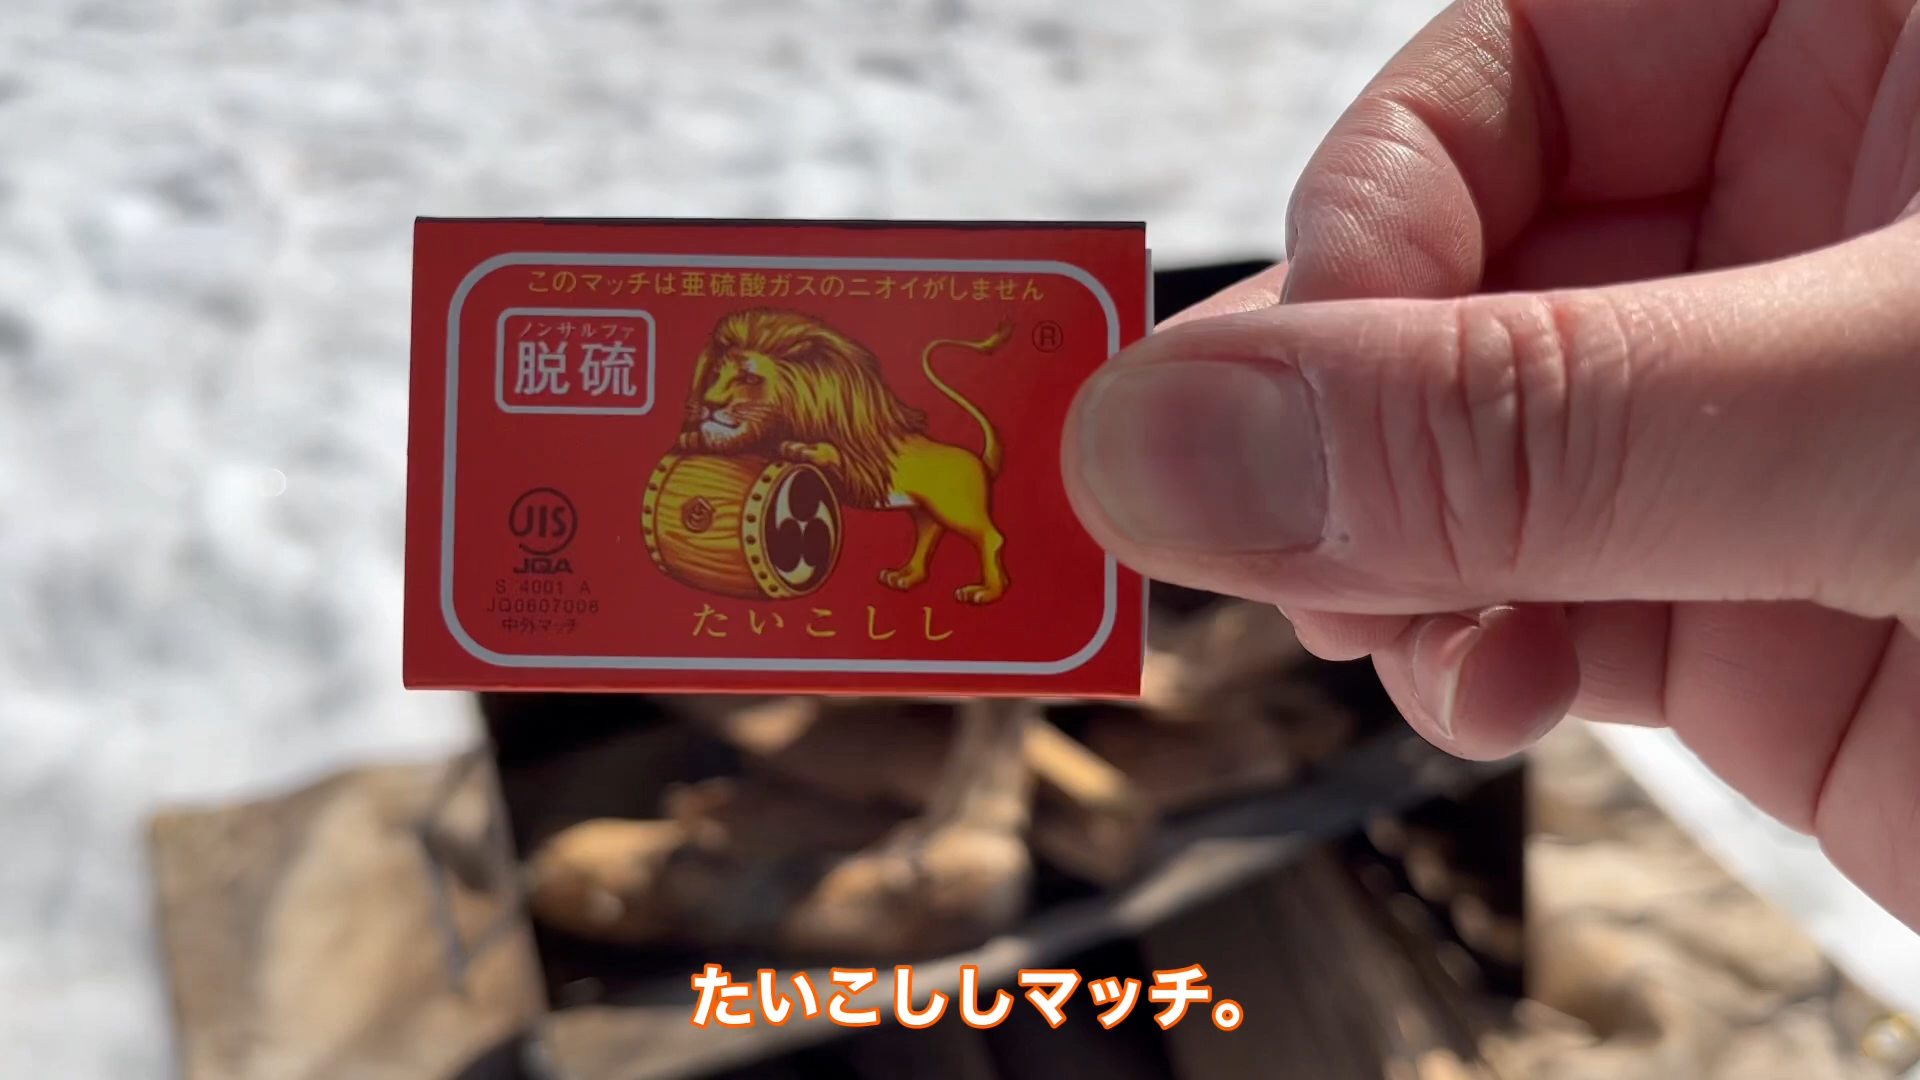 このマッチは亜硫酸ガスのニオイがしません
ノンサルファ
脱硫
®
JIS
JQA
S 4001 A
JQ0607006
中外マッチ
たいこしし
たいこししマッチ。